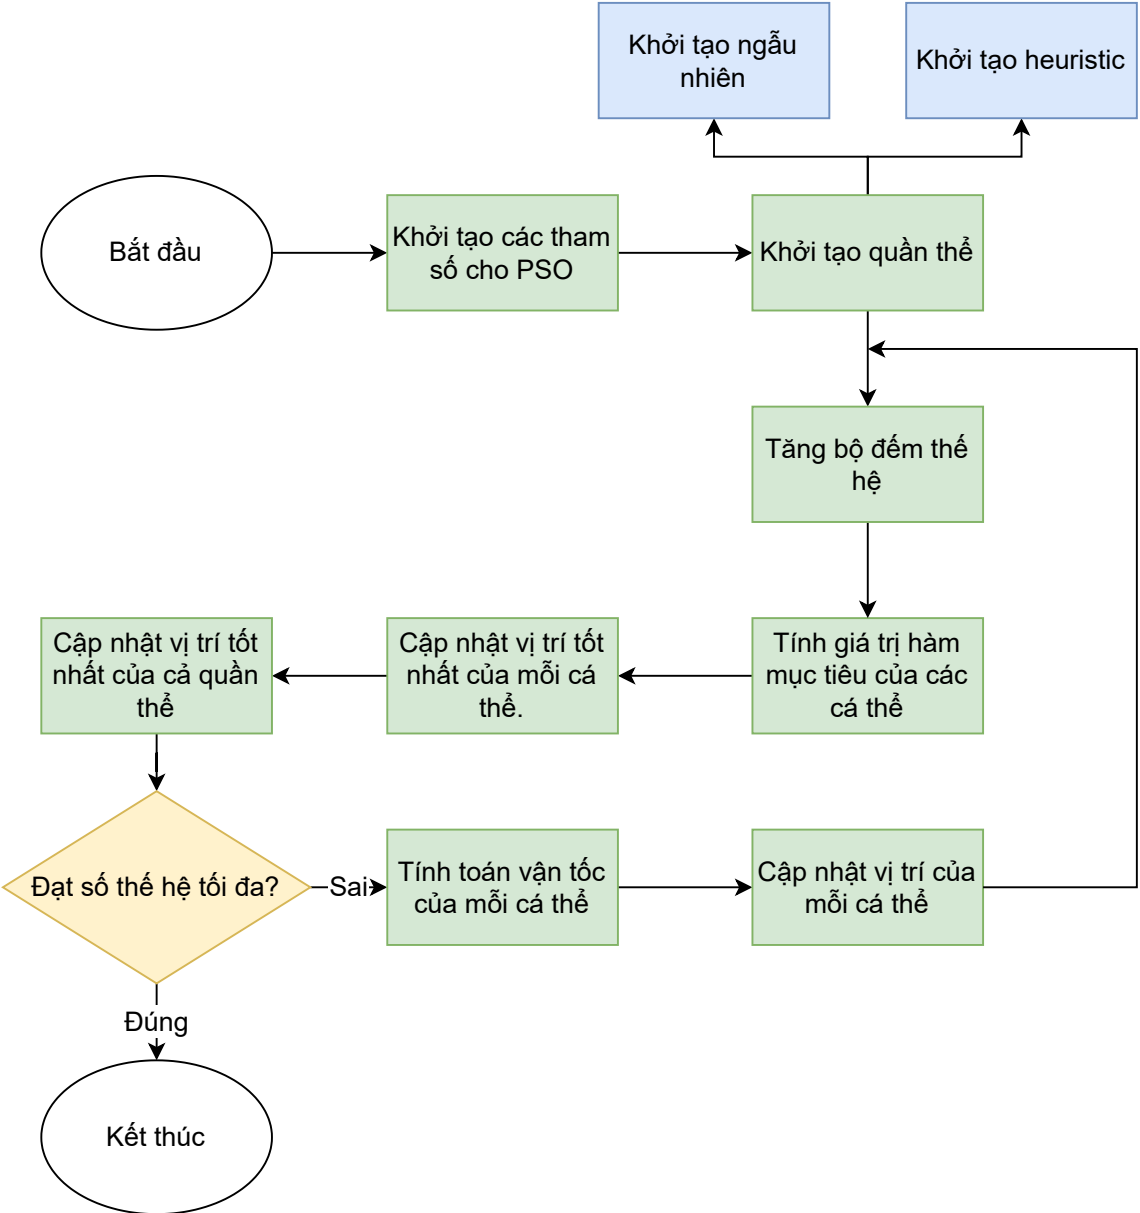 Khởi tạo ngẫu
nhiên
Khởi tạo heuristic
Bắt đầu
Khởi tạo các tham
số cho PSO
Khởi tạo quần thể
Tăng bộ đếm thế
hệ
Cập nhật vị trí tốt
nhất của cả quần
thể
Cập nhật vị trí tốt
nhất của mỗi cá
thể.
Tính giá trị hàm
mục tiêu của các
cá thể
Đạt số thế hệ tối đa?
Sai
Tính toán vận tốc
của mỗi cá thể
Cập nhật vị trí của
mỗi cá thể
Đúng
Kết thúc